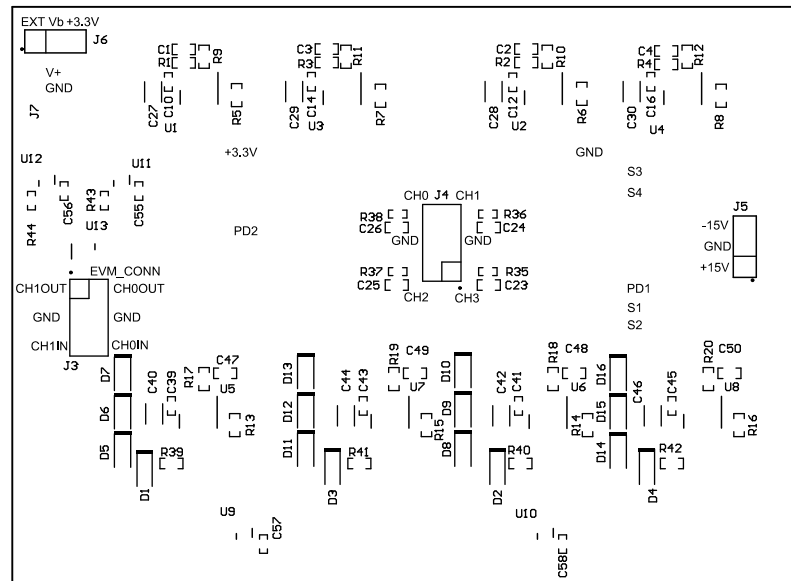 EXT Vb +3.3V
J6
V+
GND
J7
C1
R1
R9
C27
C10
U1
R5
C3
R3
R11
C29
C14
U3
R7
C2
R2
R10
C28
C12
U2
R6
C4
R4
R12
C30
C16
U4
R8
U12
U11
+3.3V
GND
S3
S4
R44
C56
R43
C55
U13
PD2
CH0
J4
CH1
R38
C26
GND
R36
C24
GND
R37
C25
CH2
R35
C23
CH3
J5
-15V
GND
+15V
EVM_CONN
CH1OUT
CH0OUT
GND
GND
CH1IN
CH0IN
J3
PD1
S1
S2
D7
D6
D5
D1
C40
C39
R17
C47
U5
R13
R39
D13
D12
D11
D3
C44
C43
R19
C49
U7
R15
R41
D10
D9
D8
D2
C42
C41
R18
C48
U6
R14
R40
D16
D15
D14
D4
C46
C45
R20
C50
U8
R16
R42
U9
C57
U10
C58